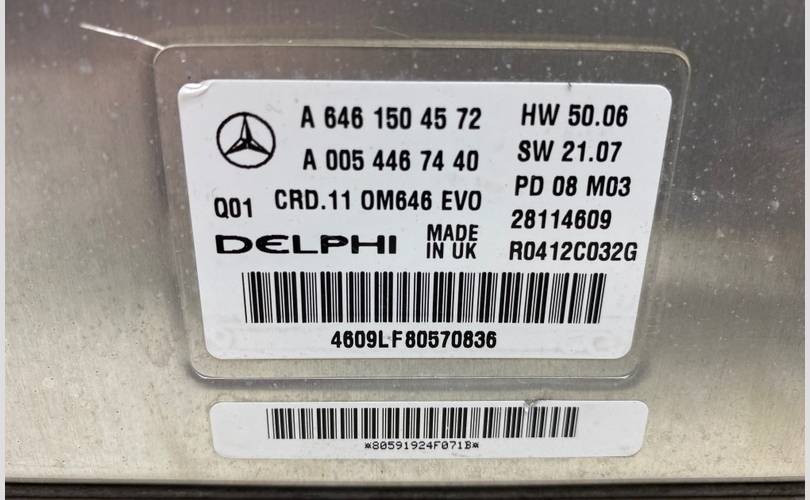 A 646 150 45 72
HW 50.06
A 005 446 74 40
SW 21.07
PD 08 M03
Q01 CRD.11 OM646 EVO
28114609
DELPHI
MADE
IN UK
R0412C032G
4609LF80570836
*80591924F071B*